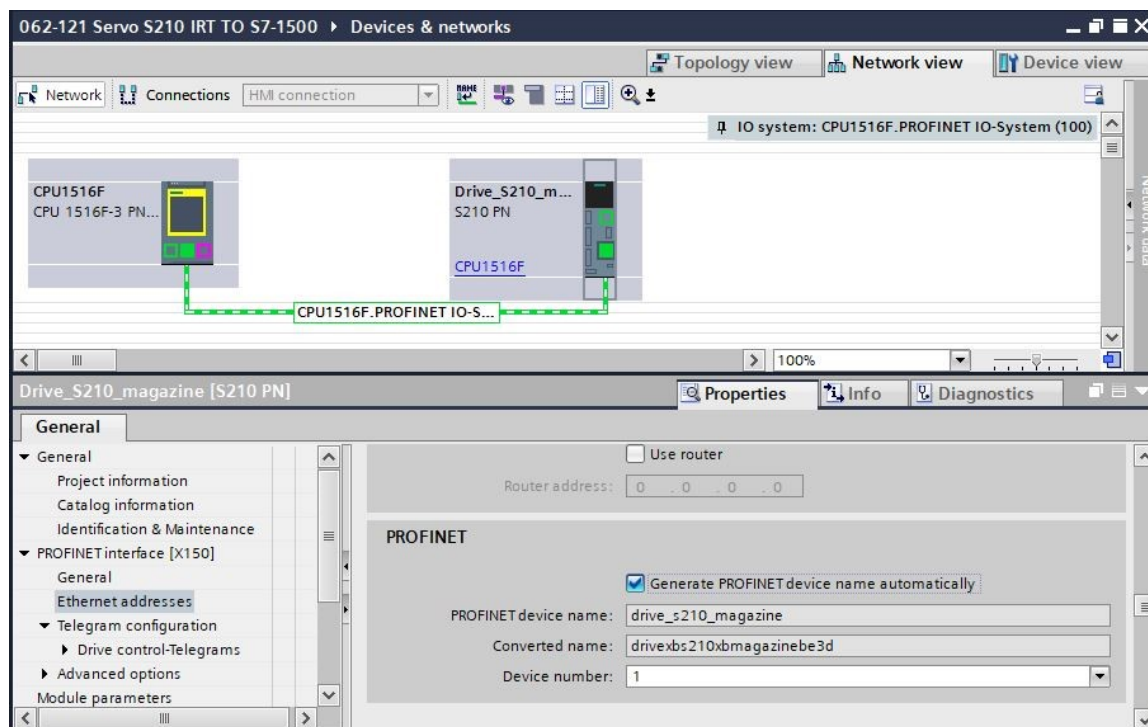 062-121 Servo S210 IRT TO S7-1500 ▸ Devices & networks
Topology view Network view Device view
Network Connections HMI connection
IO system: CPU1516F.PROFINET IO-System (100)
CPU1516F
CPU 1516F-3 PN...
Drive_S210_m...
S210 PN
CPU1516F
CPU1516F.PROFINET IO-S...
Network data
100%
Drive_S210_magazine [S210 PN]
Properties Info Diagnostics
General
General
Project information
Catalog information
Identification & Maintenance
PROFINET interface [X150]
General
Ethernet addresses
Telegram configuration
Drive control-Telegrams
Advanced options
Module parameters
Use router
Router address: 0 . 0 . 0 . 0
PROFINET
Generate PROFINET device name automatically
PROFINET device name: drive_s210_magazine
Converted name: drivexbs210xbmagazinebe3d
Device number: 1